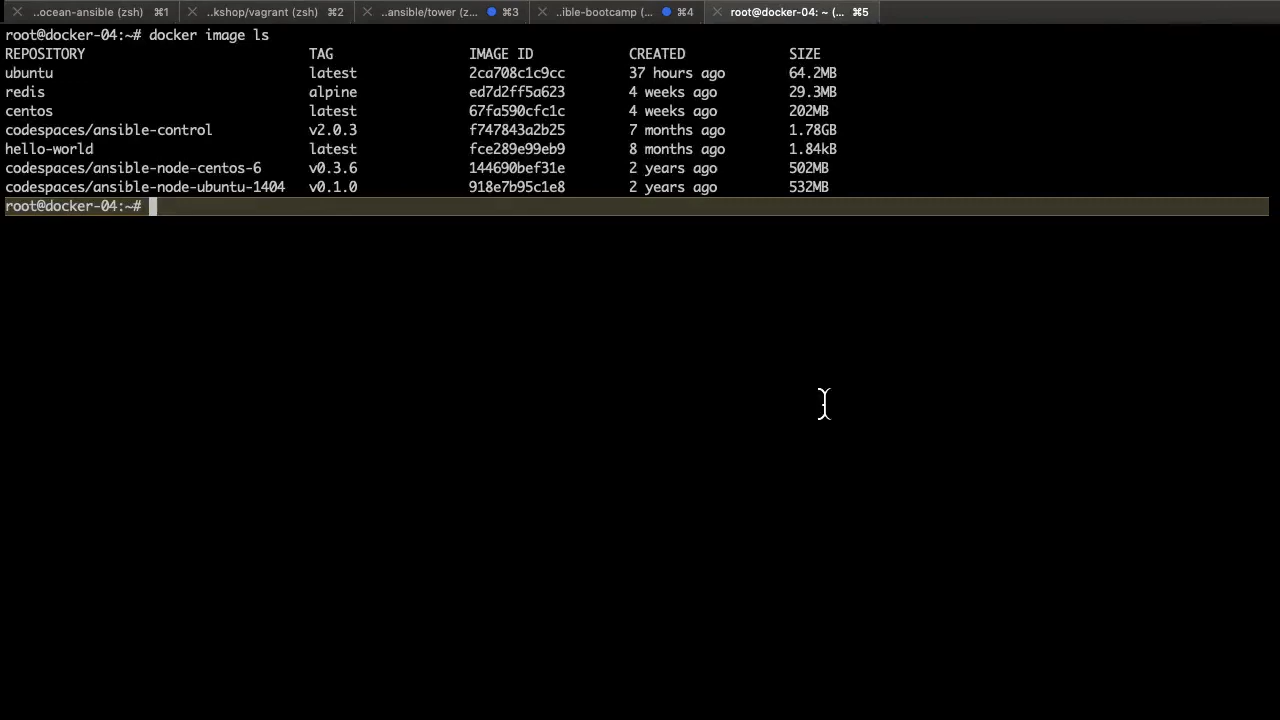 ..ocean-ansible (zsh) ⌘1 ..kshop/vagrant (zsh) ⌘2 ..ansible/tower (z... ⌘3 ..ible-bootcamp (... ⌘4 root@docker-04: ~ (... ⌘5
root@docker-04:~# docker image ls
REPOSITORY TAG IMAGE ID CREATED SIZE
ubuntu latest 2ca708c1c9cc 37 hours ago 64.2MB
redis alpine ed7d2ff5a623 4 weeks ago 29.3MB
centos latest 67fa590cfc1c 4 weeks ago 202MB
codespaces/ansible-control v2.0.3 f747843a2b25 7 months ago 1.78GB
hello-world latest fce289e99eb9 8 months ago 1.84kB
codespaces/ansible-node-centos-6 v0.3.6 144690bef31e 2 years ago 502MB
codespaces/ansible-node-ubuntu-1404 v0.1.0 918e7b95c1e8 2 years ago 532MB
root@docker-04:~#